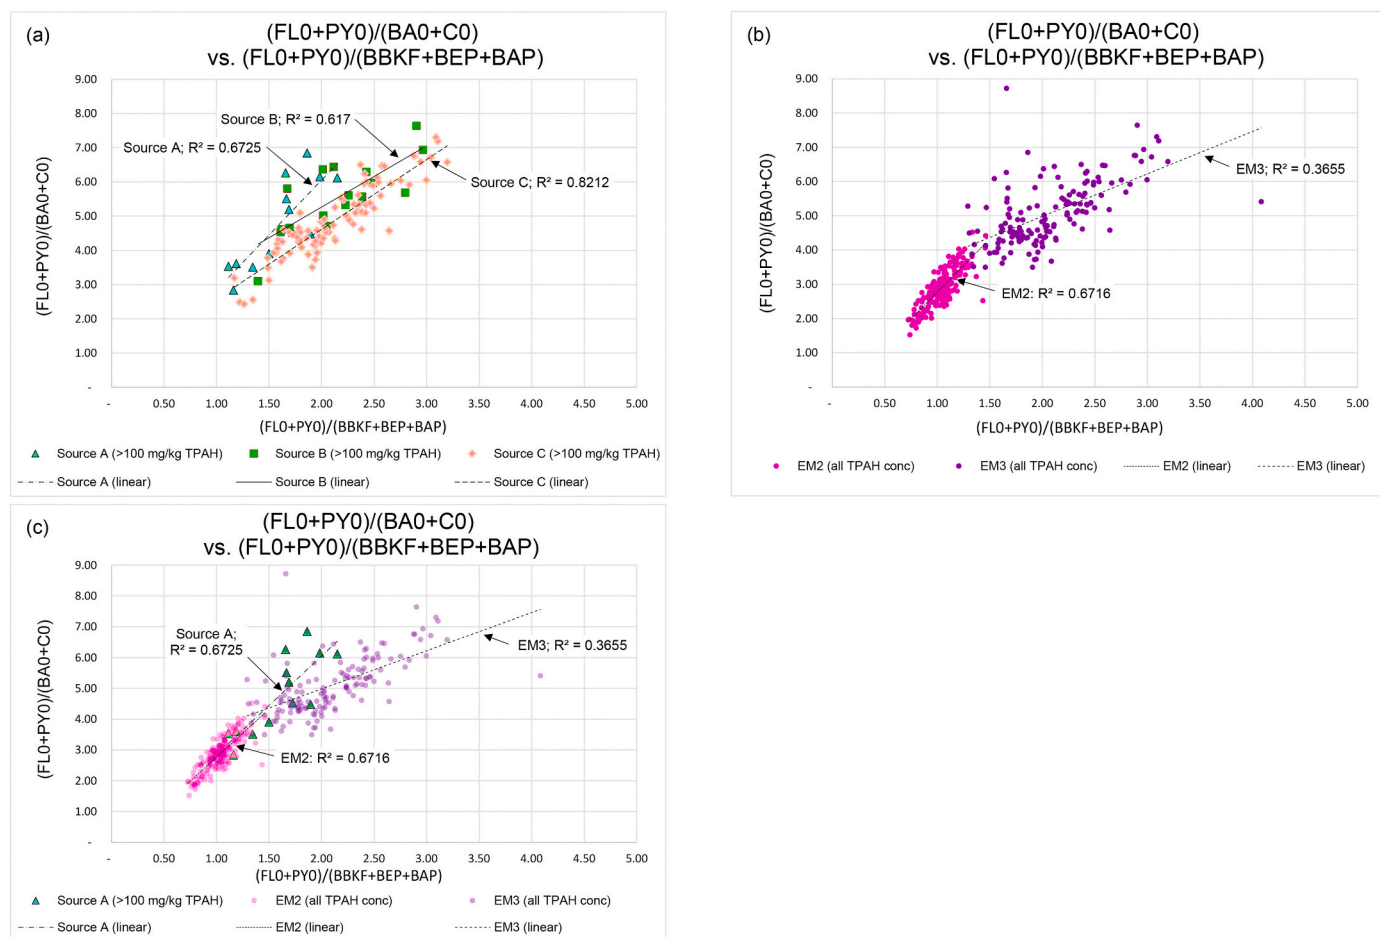 (a)
(FL0+PY0)/(BA0+C0)
vs. (FL0+PY0)/(BBKF+BEP+BAP)
9.00
8.00
7.00
6.00
5.00
4.00
3.00
2.00
1.00
-
(FL0+PY0)/(BA0+C0)
Source B; R² = 0.617
Source A; R² = 0.6725
Source C; R² = 0.8212
- 0.50 1.00 1.50 2.00 2.50 3.00 3.50 4.00 4.50 5.00
(FL0+PY0)/(BBKF+BEP+BAP)
Source A (>100 mg/kg TPAH) Source B (>100 mg/kg TPAH) Source C (>100 mg/kg TPAH)
Source A (linear) Source B (linear) Source C (linear)
(b)
(FL0+PY0)/(BA0+C0)
vs. (FL0+PY0)/(BBKF+BEP+BAP)
9.00
8.00
7.00
6.00
5.00
4.00
3.00
2.00
1.00
-
(FL0+PY0)/(BA0+C0)
EM3; R² = 0.3655
EM2: R² = 0.6716
- 0.50 1.00 1.50 2.00 2.50 3.00 3.50 4.00 4.50 5.00
(FL0+PY0)/(BBKF+BEP+BAP)
EM2 (all TPAH conc) EM3 (all TPAH conc) EM2 (linear) EM3 (linear)
(c)
(FL0+PY0)/(BA0+C0)
vs. (FL0+PY0)/(BBKF+BEP+BAP)
9.00
8.00
7.00
6.00
5.00
4.00
3.00
2.00
1.00
-
(FL0+PY0)/(BA0+C0)
Source A;
R² = 0.6725
EM3; R² = 0.3655
EM2: R² = 0.6716
- 0.50 1.00 1.50 2.00 2.50 3.00 3.50 4.00 4.50 5.00
(FL0+PY0)/(BBKF+BEP+BAP)
Source A (>100 mg/kg TPAH) EM2 (all TPAH conc) EM3 (all TPAH conc)
Source A (linear) EM2 (linear) EM3 (linear)